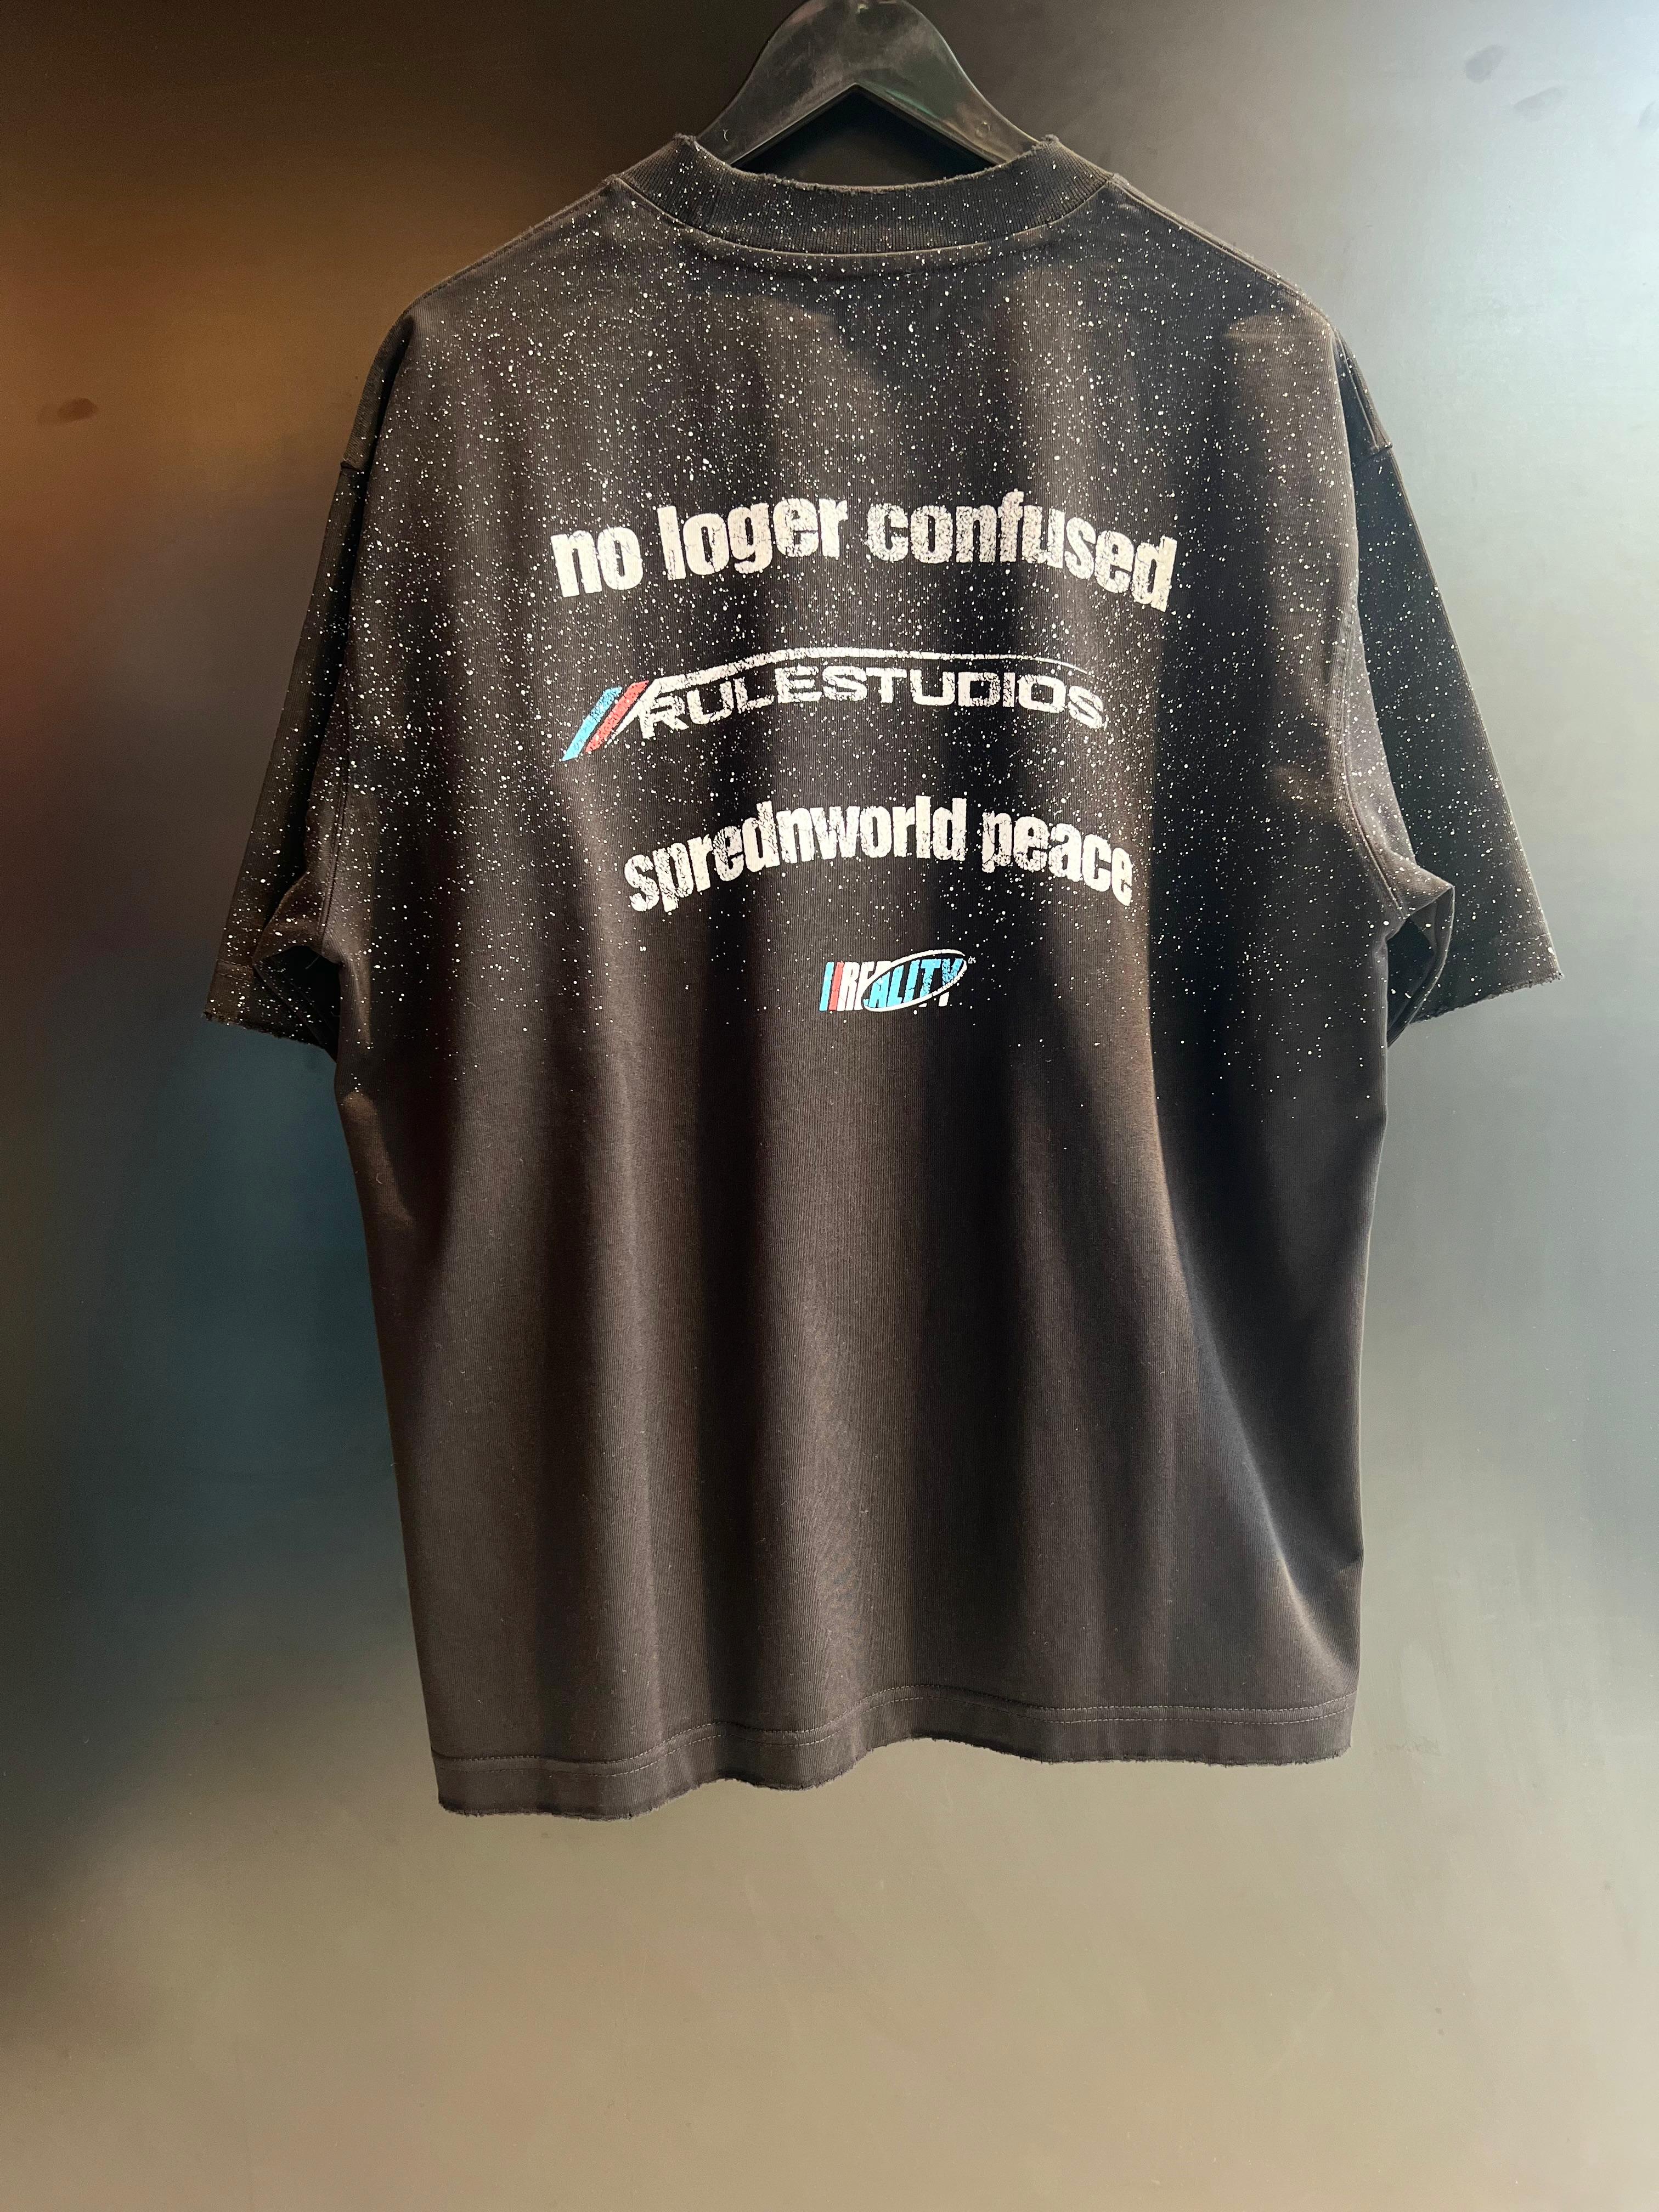 no loger confused
RULESTUDIOS
sprednworld peace
REALITY